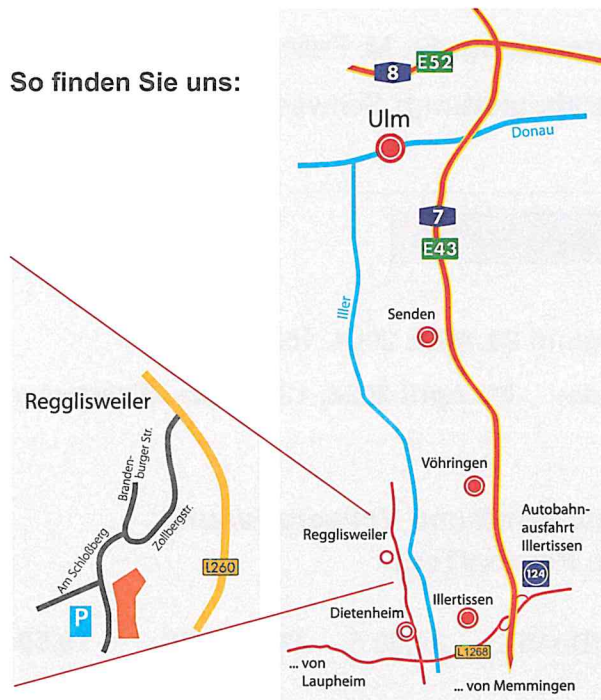 So finden Sie uns:
8
E52
Ulm
Donau
7
E43
Iller
Senden
Vöhringen
Autobahn-
ausfahrt
Illertissen
124
Regglisweiler
Dietenheim
Illertissen
L1268
... von
Laupheim
... von Memmingen
Regglisweiler
Branden-
burger Str.
Zollbergstr.
Am Schloßberg
L260
P